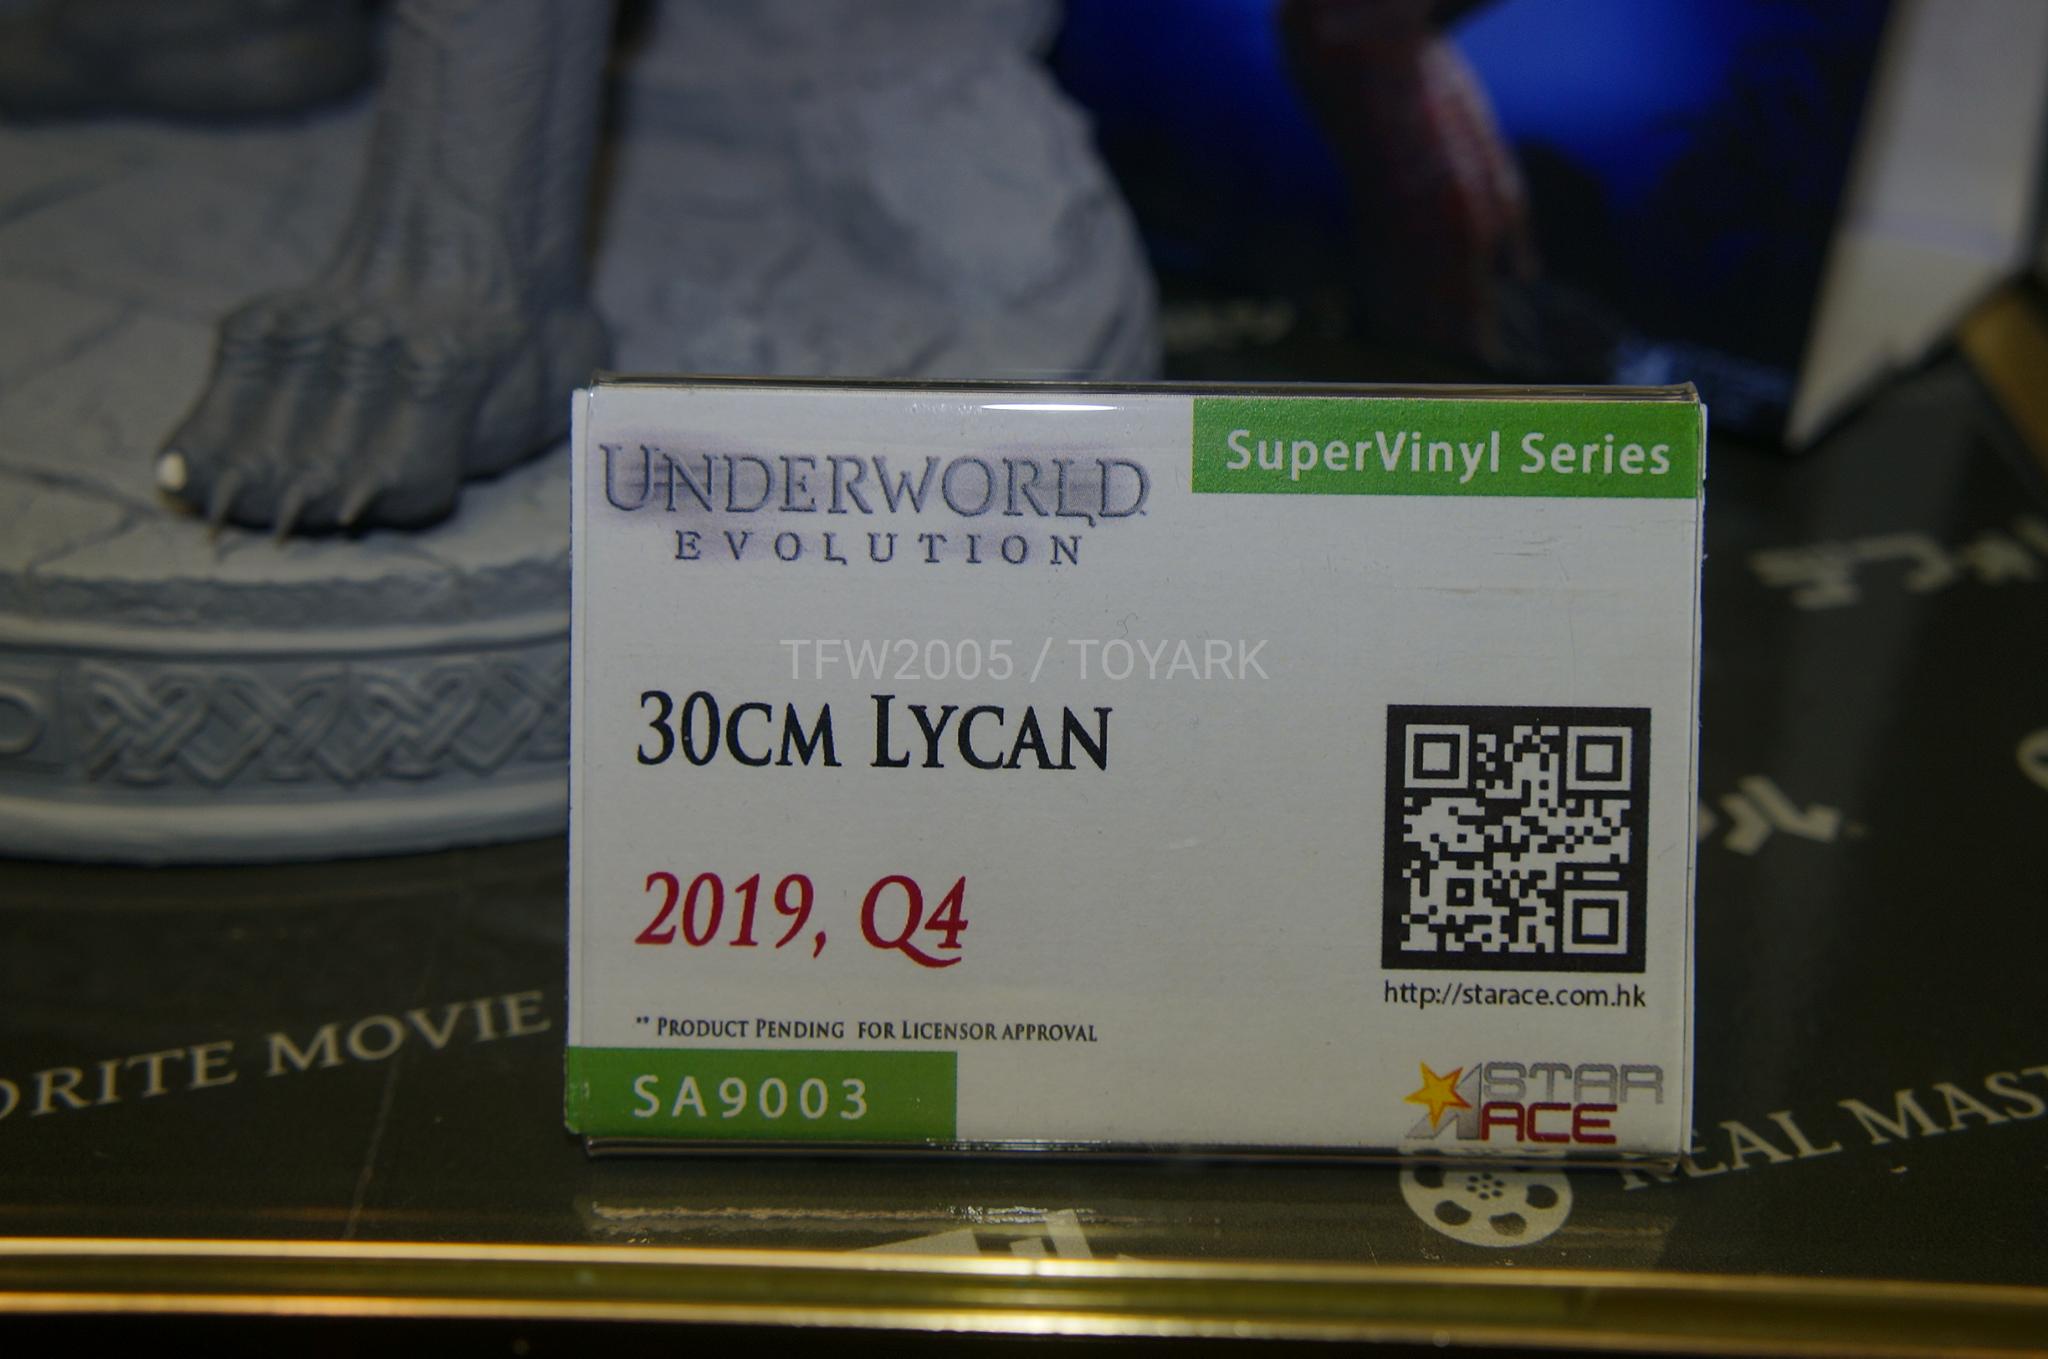 UNDERWORLD
EVOLUTION
SuperVinyl Series
TFW2005 / TOYARK
30CM LYCAN
2019, Q4
http://starace.com.hk
** PRODUCT PENDING FOR LICENSOR APPROVAL
SA9003
STAR
ACE
ORITE MOVIE
REAL MAST